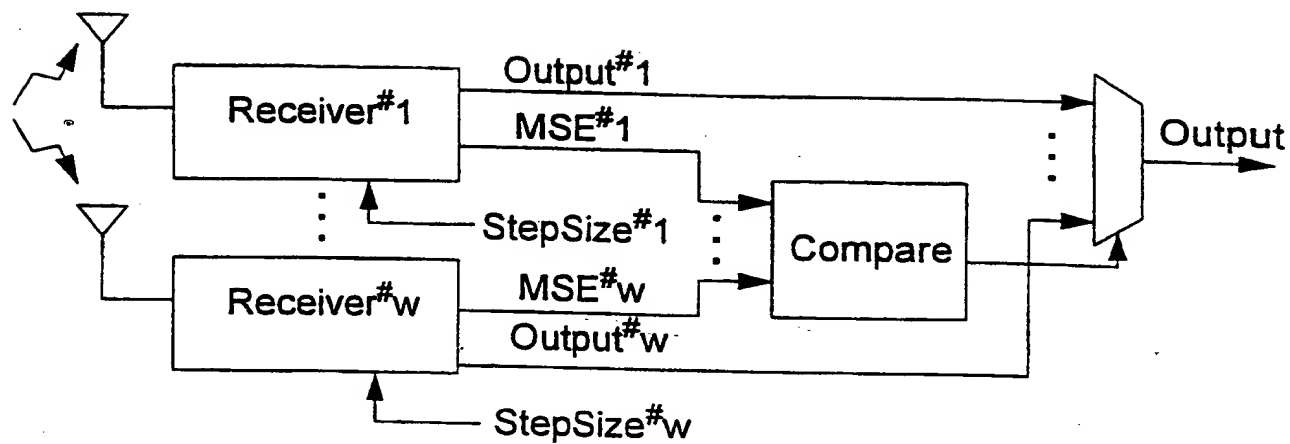 Output#1
Receiver#1
MSE#1
Output
StepSize#1
Compare
Receiver#w
MSE#w
Output#w
StepSize#w